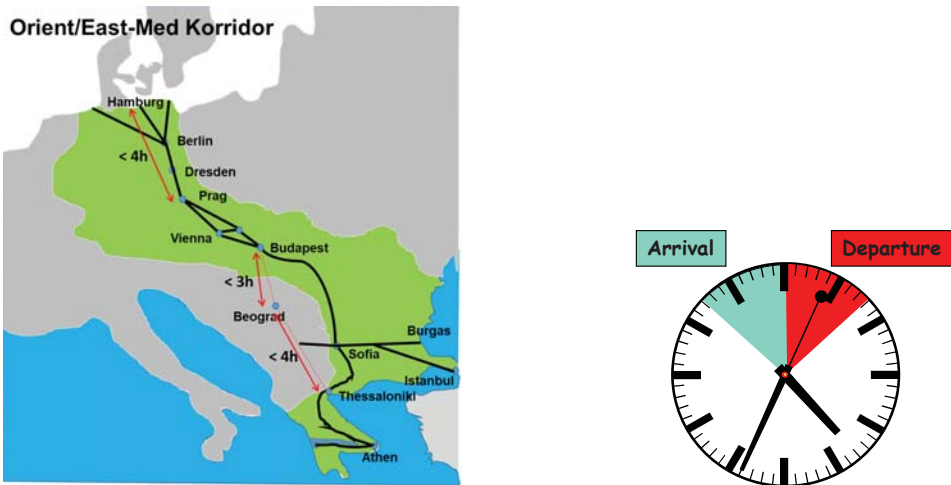 Orient/East-Med Korridor
Hamburg
Berlin
< 4h
Dresden
Prag
Vienna
Budapest
< 3h
Beograd
Burgas
< 4h
Sofia
Istanbul
Thessaloniki
Athen
Arrival
Departure